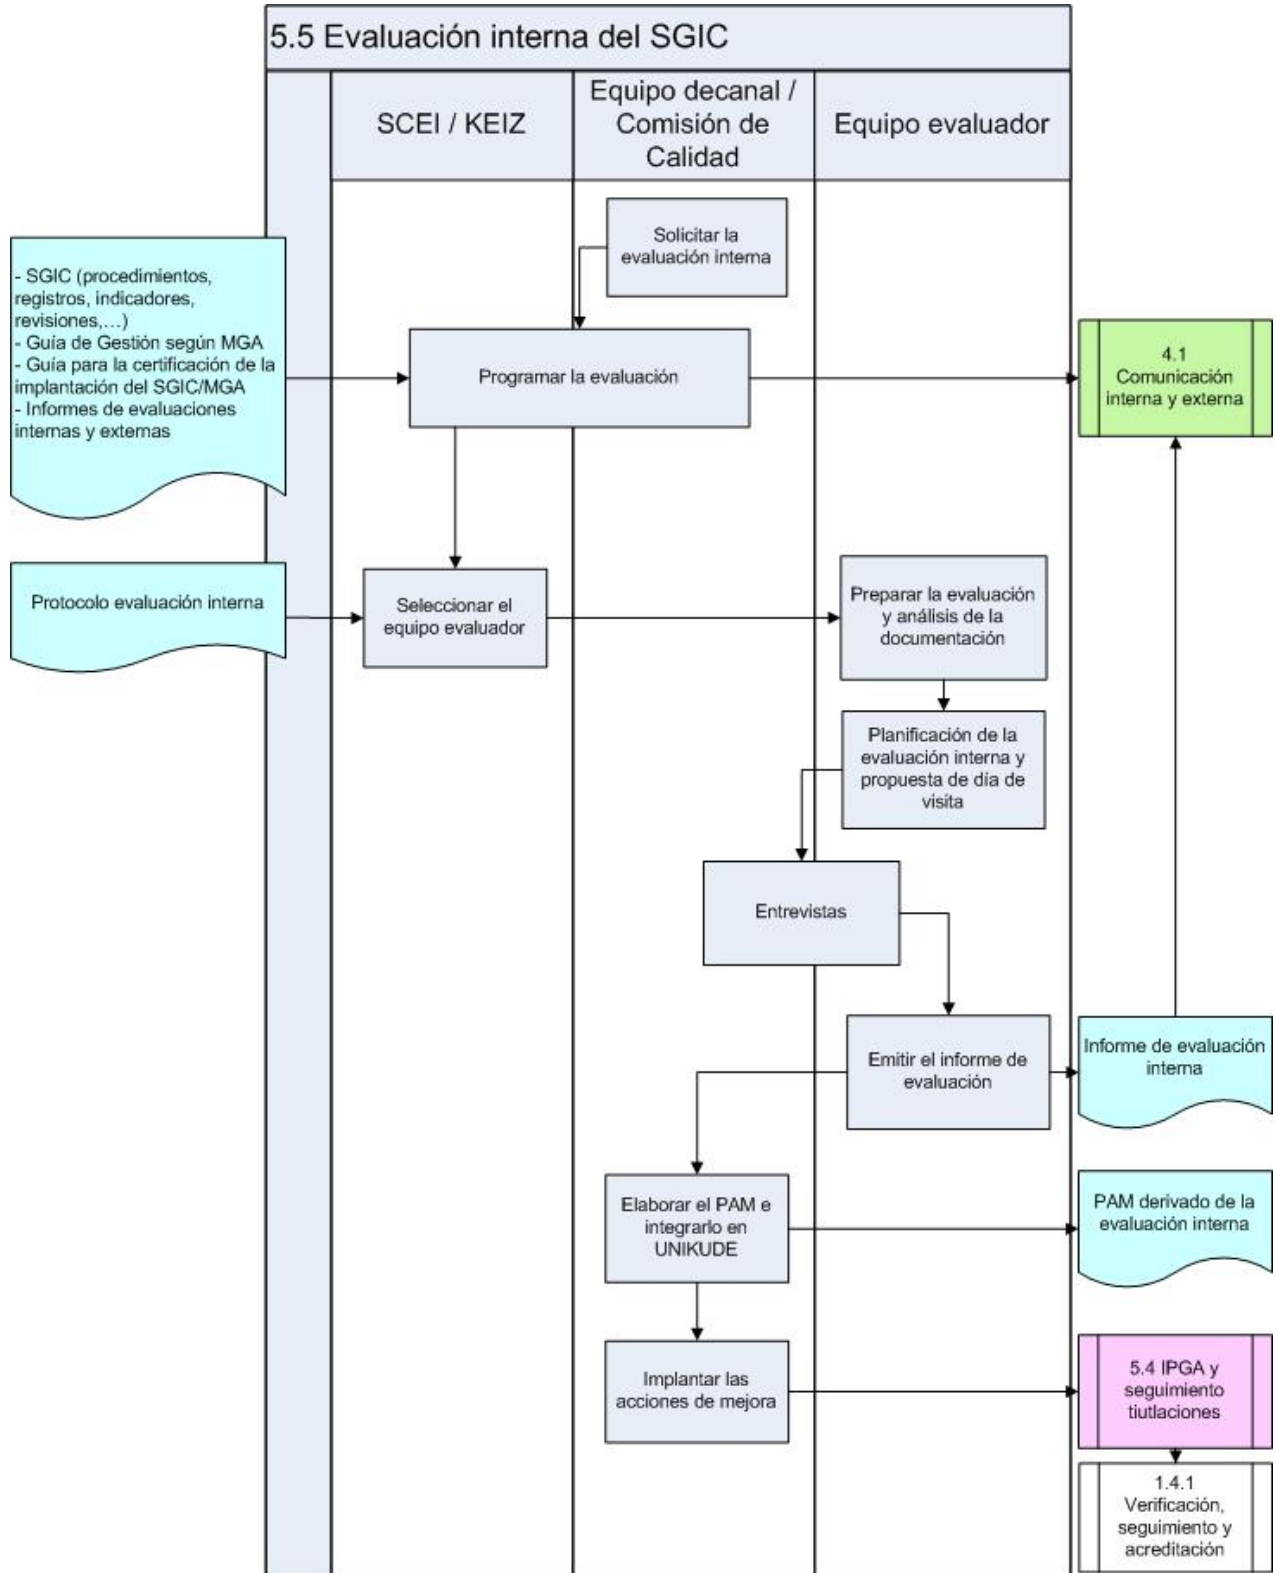 5.5 Evaluación interna del SGIC
SCEI / KEIZ
Equipo decanal /
Comisión de
Calidad
Equipo evaluador
Solicitar la
evaluación interna
- SGIC (procedimientos,
registros, indicadores,
revisiones,...)
- Guía de Gestión según MGA
- Guía para la certificación de la
implantación del SGIC/MGA
- Informes de evaluaciones
internas y externas
Programar la evaluación
4.1
Comunicación
interna y externa
Protocolo evaluación interna
Seleccionar el
equipo evaluador
Preparar la evaluación
y análisis de la
documentación
Planificación de la
evaluación interna y
propuesta de día de
visita
Entrevistas
Emitir el informe de
evaluación
Informe de evaluación
interna
Elaborar el PAM e
integrarlo en
UNIKUDE
PAM derivado de la
evaluación interna
Implantar las
acciones de mejora
5.4 IPGA y
seguimiento
tiutlaciones
1.4.1
Verificación,
seguimiento y
acreditación